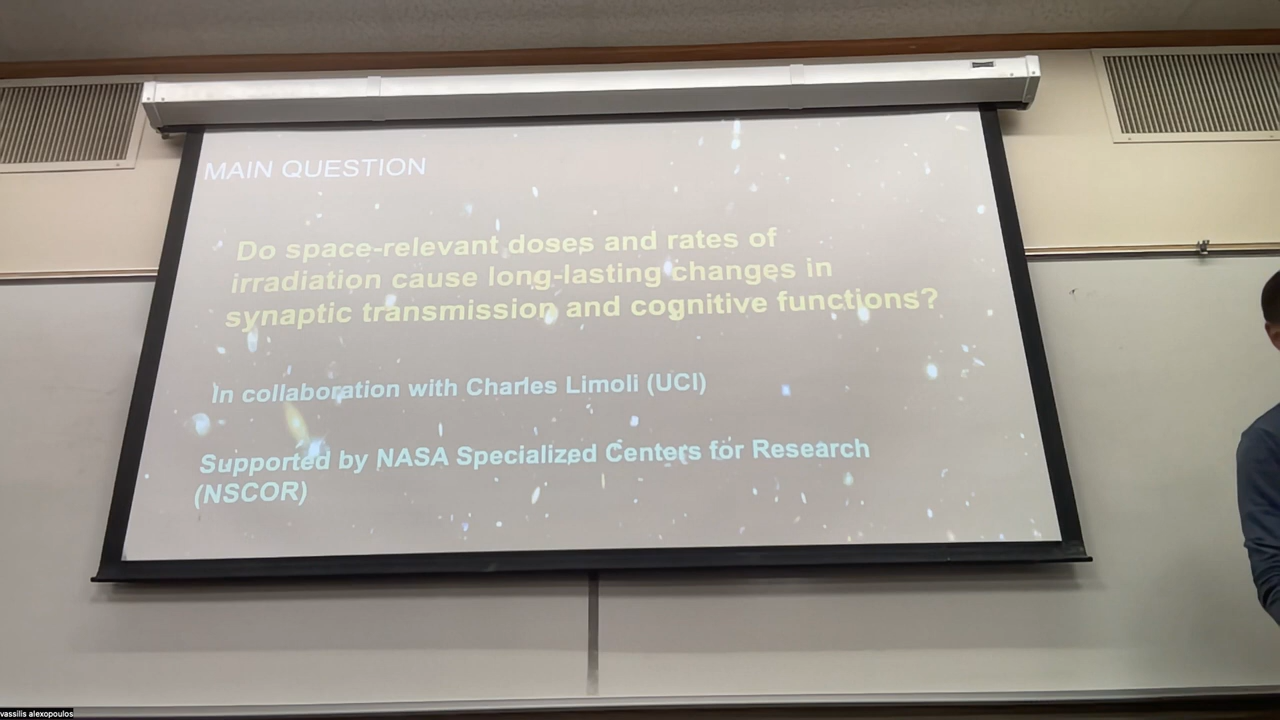 MAIN QUESTION
Do space-relevant doses and rates of
irradiation cause long-lasting changes in
synaptic transmission and cognitive functions?
In collaboration with Charles Limoli (UCI)
Supported by NASA Specialized Centers for Research
(NSCOR)
vassilis alexopoulos